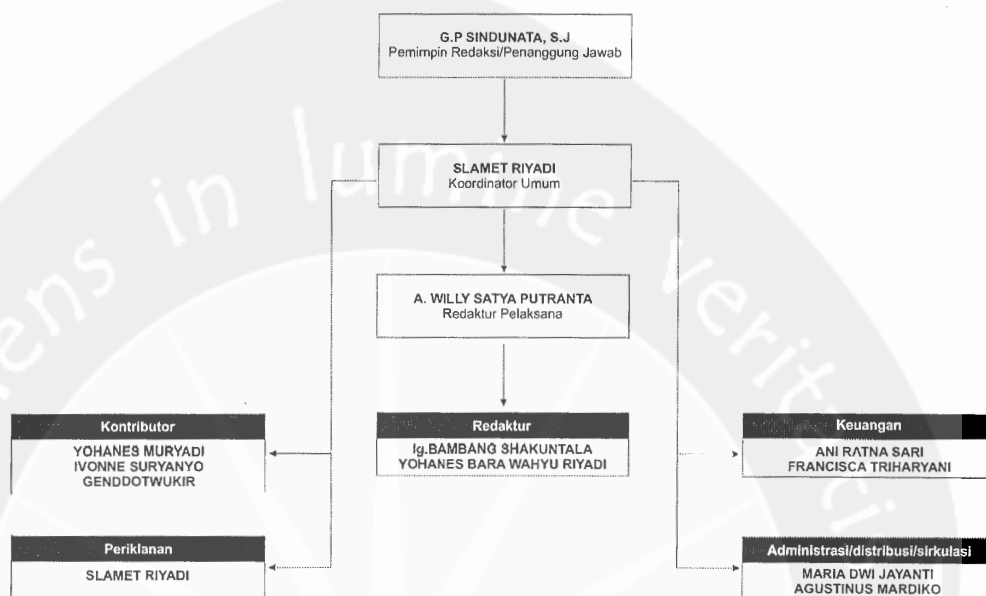 G.P SINDUNATA, S.J
Pemimpin Redaksi/Penanggung Jawab
SLAMET RIYADI
Koordinator Umum
A. WILLY SATYA PUTRANTA
Redaktur Pelaksana
Kontributor
YOHANES MURYADI
IVONNE SURYANYO
GENDDOTWUKIR
Redaktur
Ig.BAMBANG SHAKUNTALA
YOHANES BARA WAHYU RIYADI
Keuangan
ANI RATNA SARI
FRANCISCA TRIHARYANI
Periklanan
SLAMET RIYADI
Administrasi/distribusi/sirkulasi
MARIA DWI JAYANTI
AGUSTINUS MARDIKO
in lumine